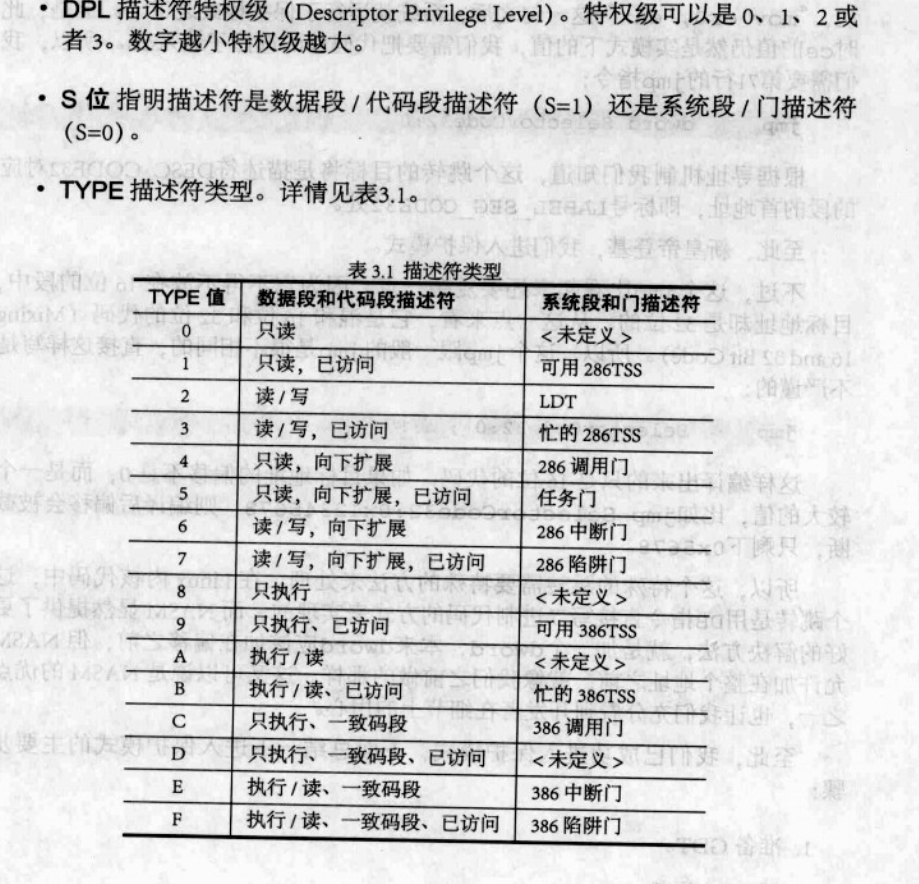 • DPL 描述符特权级（Descriptor Privilege Level）。特权级可以是 0、1、2 或
者 3。数字越小特权级越大。
• S 位 指明描述符是数据段 / 代码段描述符（S=1）还是系统段 / 门描述符
（S=0）。
• TYPE 描述符类型。详情见表3.1。
表 3.1 描述符类型
TYPE 值 数据段和代码段描述符 系统段和门描述符
0 只读 <未定义>
1 只读，已访问 可用 286TSS
2 读 / 写 LDT
3 读 / 写，已访问 忙的 286TSS
4 只读，向下扩展 286 调用门
5 只读，向下扩展，已访问 任务门
6 读 / 写，向下扩展 286 中断门
7 读 / 写，向下扩展，已访问 286 陷阱门
8 只执行 <未定义>
9 只执行、已访问 可用 386TSS
A 执行 / 读 <未定义>
B 执行 / 读、已访问 忙的 386TSS
C 只执行、一致码段 386 调用门
D 只执行、一致码段、已访问 <未定义>
E 执行 / 读、一致码段 386 中断门
F 执行 / 读、一致码段、已访问 386 陷阱门